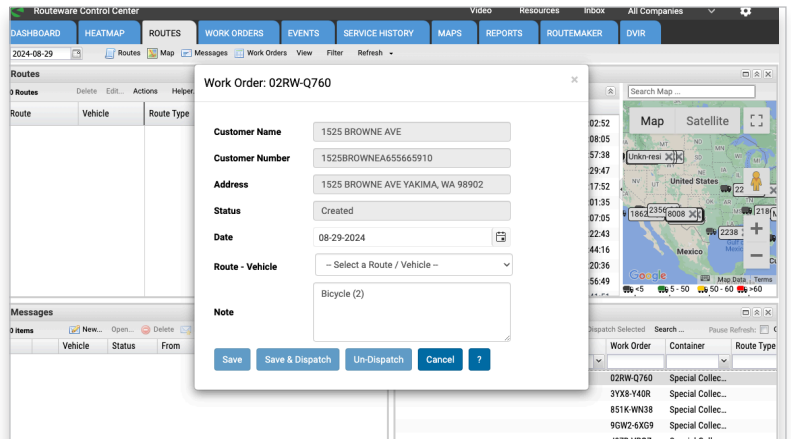 Routeware Control Center
Video Resources Inbox All Companies
DASHBOARD HEATMAP ROUTES WORK ORDERS EVENTS SERVICE HISTORY MAPS REPORTS ROUTEMAKER DVIR
2024-08-29 Routes Map Messages Work Orders View Filter Refresh
Routes
0 Routes Delete Edit... Actions Helper
Route Vehicle Route Type
Work Order: 02RW-Q760 ×
Customer Name 1525 BROWNE AVE
Customer Number 1525BROWNEA655665910
Address 1525 BROWNE AVE YAKIMA, WA 98902
Status Created
Date 08-29-2024
Route - Vehicle -- Select a Route / Vehicle --
Note Bicycle (2)
Save Save & Dispatch Un-Dispatch Cancel ?
02:52
08:05
57:38
29:47
17:52
01:35
07:05
22:43
44:16
20:36
56:49
Search Map ...
Map Satellite
MT ND MN
Unkn-resi SD WI
NV UT United States 22
1862 2356 8008 218
2238
Mexico
Google Map Data Terms
<5 5 - 50 50 - 60 >60
Messages
0 items New... Open... Delete
Vehicle Status From
Dispatch Selected Search ... Pause Refresh:
Work Order Container Route Type
02RW-Q760 Special Collec...
3YX8-Y40R Special Collec...
851K-WN38 Special Collec...
9GW2-6XG9 Special Collec...